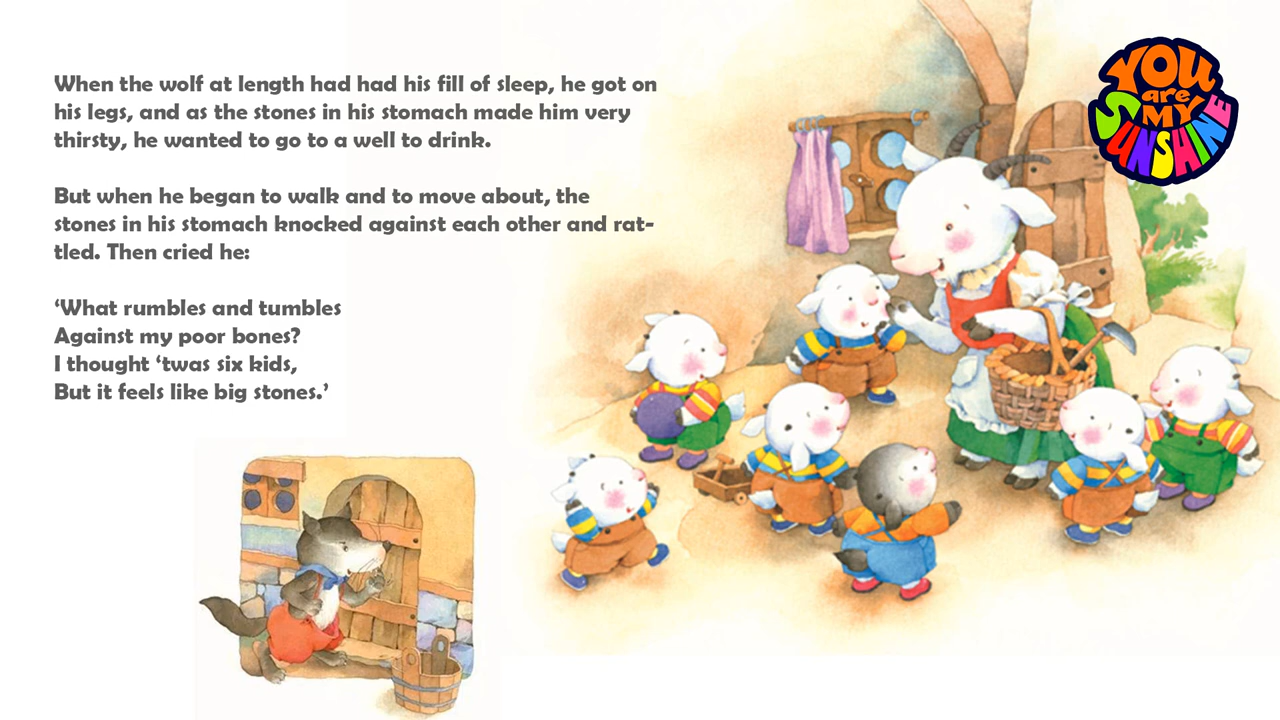 When the wolf at length had had his fill of sleep, he got on
his legs, and as the stones in his stomach made him very
thirsty, he wanted to go to a well to drink.
But when he began to walk and to move about, the
stones in his stomach knocked against each other and rat-
tled. Then cried he:
‘What rumbles and tumbles
Against my poor bones?
I thought ‘twas six kids,
But it feels like big stones.’
YOU
are
MY
SUNSHINE